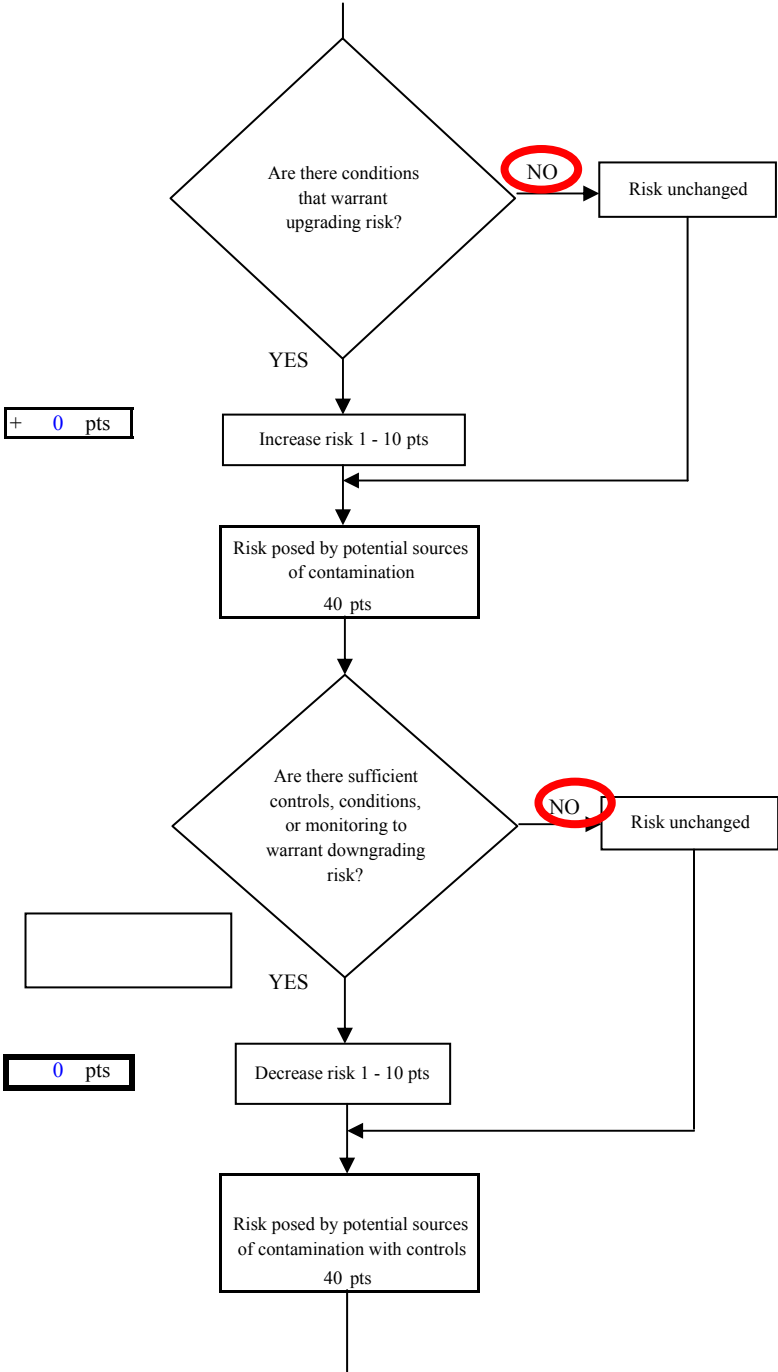 Are there conditions
that warrant
upgrading risk?
NO
Risk unchanged
YES
+ 0 pts
Increase risk 1 - 10 pts
Risk posed by potential sources
of contamination
40 pts
Are there sufficient
controls, conditions,
or monitoring to
warrant downgrading
risk?
NO
Risk unchanged
YES
0 pts
Decrease risk 1 - 10 pts
Risk posed by potential sources
of contamination with controls
40 pts